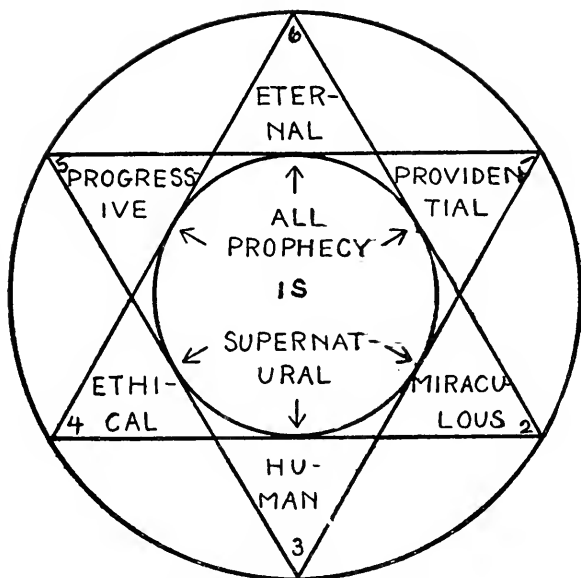 6
ETER-
NAL
5
PROGRESS-
IVE
PROVIDEN
TIAL
ALL
PROPHECY
IS
SUPERNAT-
URAL
ETHI-
CAL
4
MIRACU-
LOUS
2
HU-
MAN
3